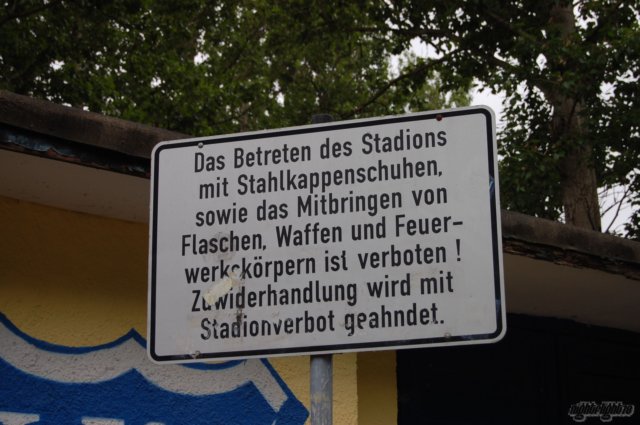 Das Betreten des Stadions
mit Stahlkappenschuhen,
sowie das Mitbringen von
Flaschen, Waffen und Feuer-
werkskörpern ist verboten !
Zuwiderhandlung wird mit
Stadionverbot geahndet.